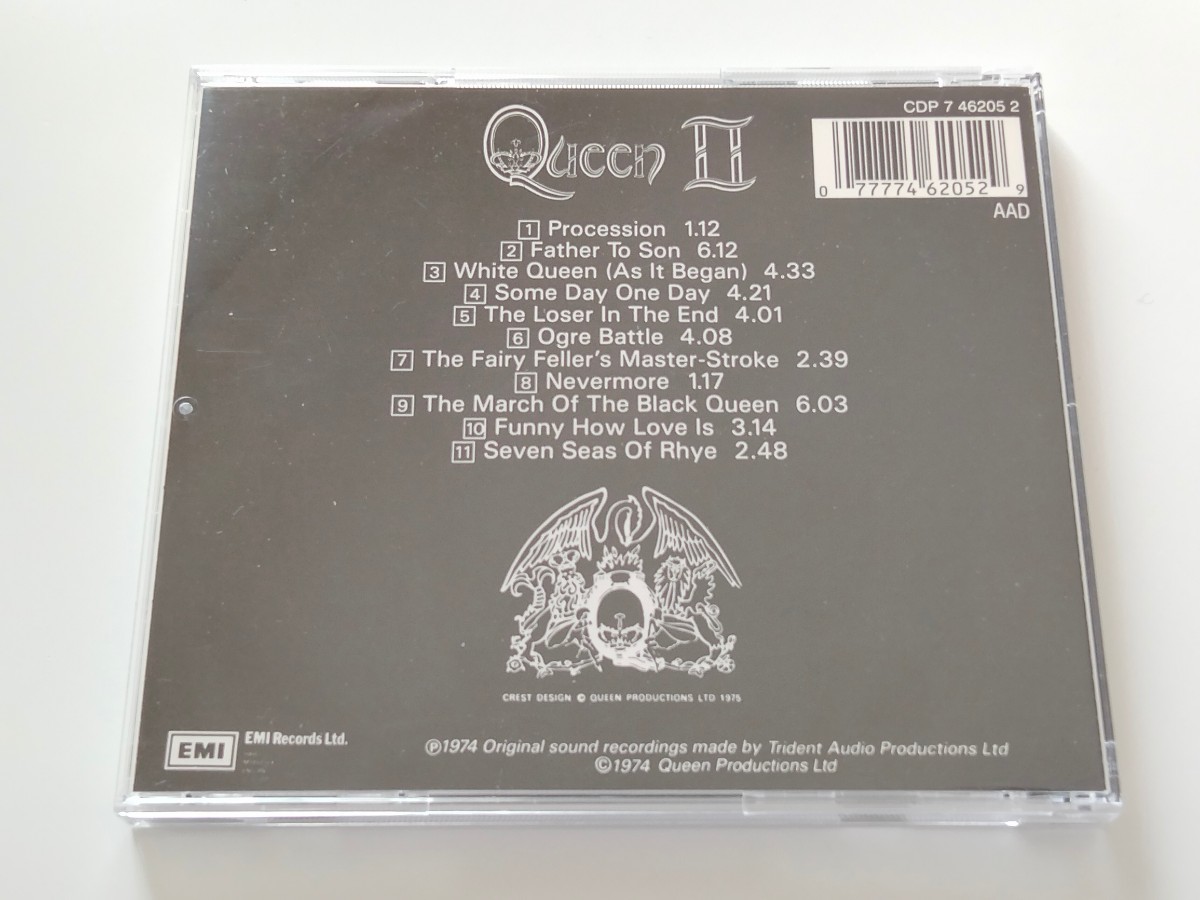 CDP 7 46205 2
Queen II
0 77774 62052 9
AAD
1 Procession 1.12
2 Father To Son 6.12
3 White Queen (As It Began) 4.33
4 Some Day One Day 4.21
5 The Loser In The End 4.01
6 Ogre Battle 4.08
7 The Fairy Feller's Master-Stroke 2.39
8 Nevermore 1.17
9 The March Of The Black Queen 6.03
10 Funny How Love Is 3.14
11 Seven Seas Of Rhye 2.48
CREST DESIGN © QUEEN PRODUCTIONS LTD 1975
EMI EMI Records Ltd.
℗1974 Original sound recordings made by Trident Audio Productions Ltd
©1974 Queen Productions Ltd